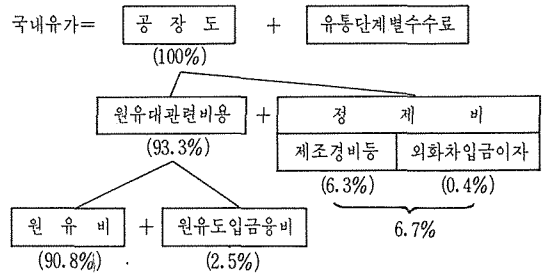 국내유가= 공 장 도 + 유통단계별수수료
(100%)
원유대관련비용 + 정 제 비
(93.3%) 제조경비등 외화차입금이자
(6.3%) (0.4%)
원 유 비 + 원유도입금융비 6.7%
(90.8%) (2.5%)